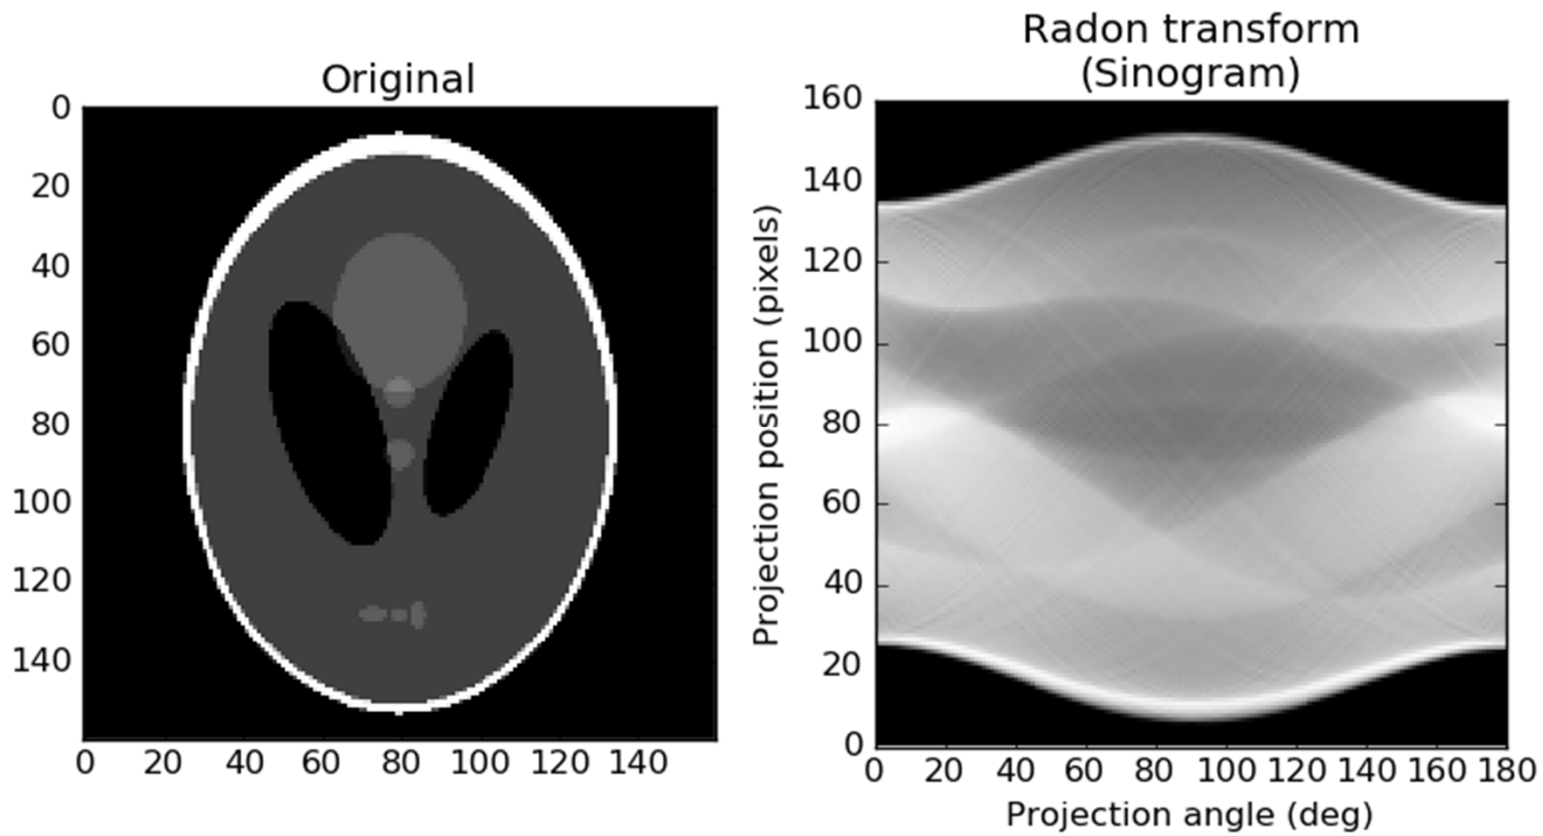 Original
0
20
40
60
80
100
120
140
0 20 40 60 80 100 120 140
Radon transform
(Sinogram)
Projection position (pixels)
160
140
120
100
80
60
40
20
0
0 20 40 60 80 100 120 140 160 180
Projection angle (deg)